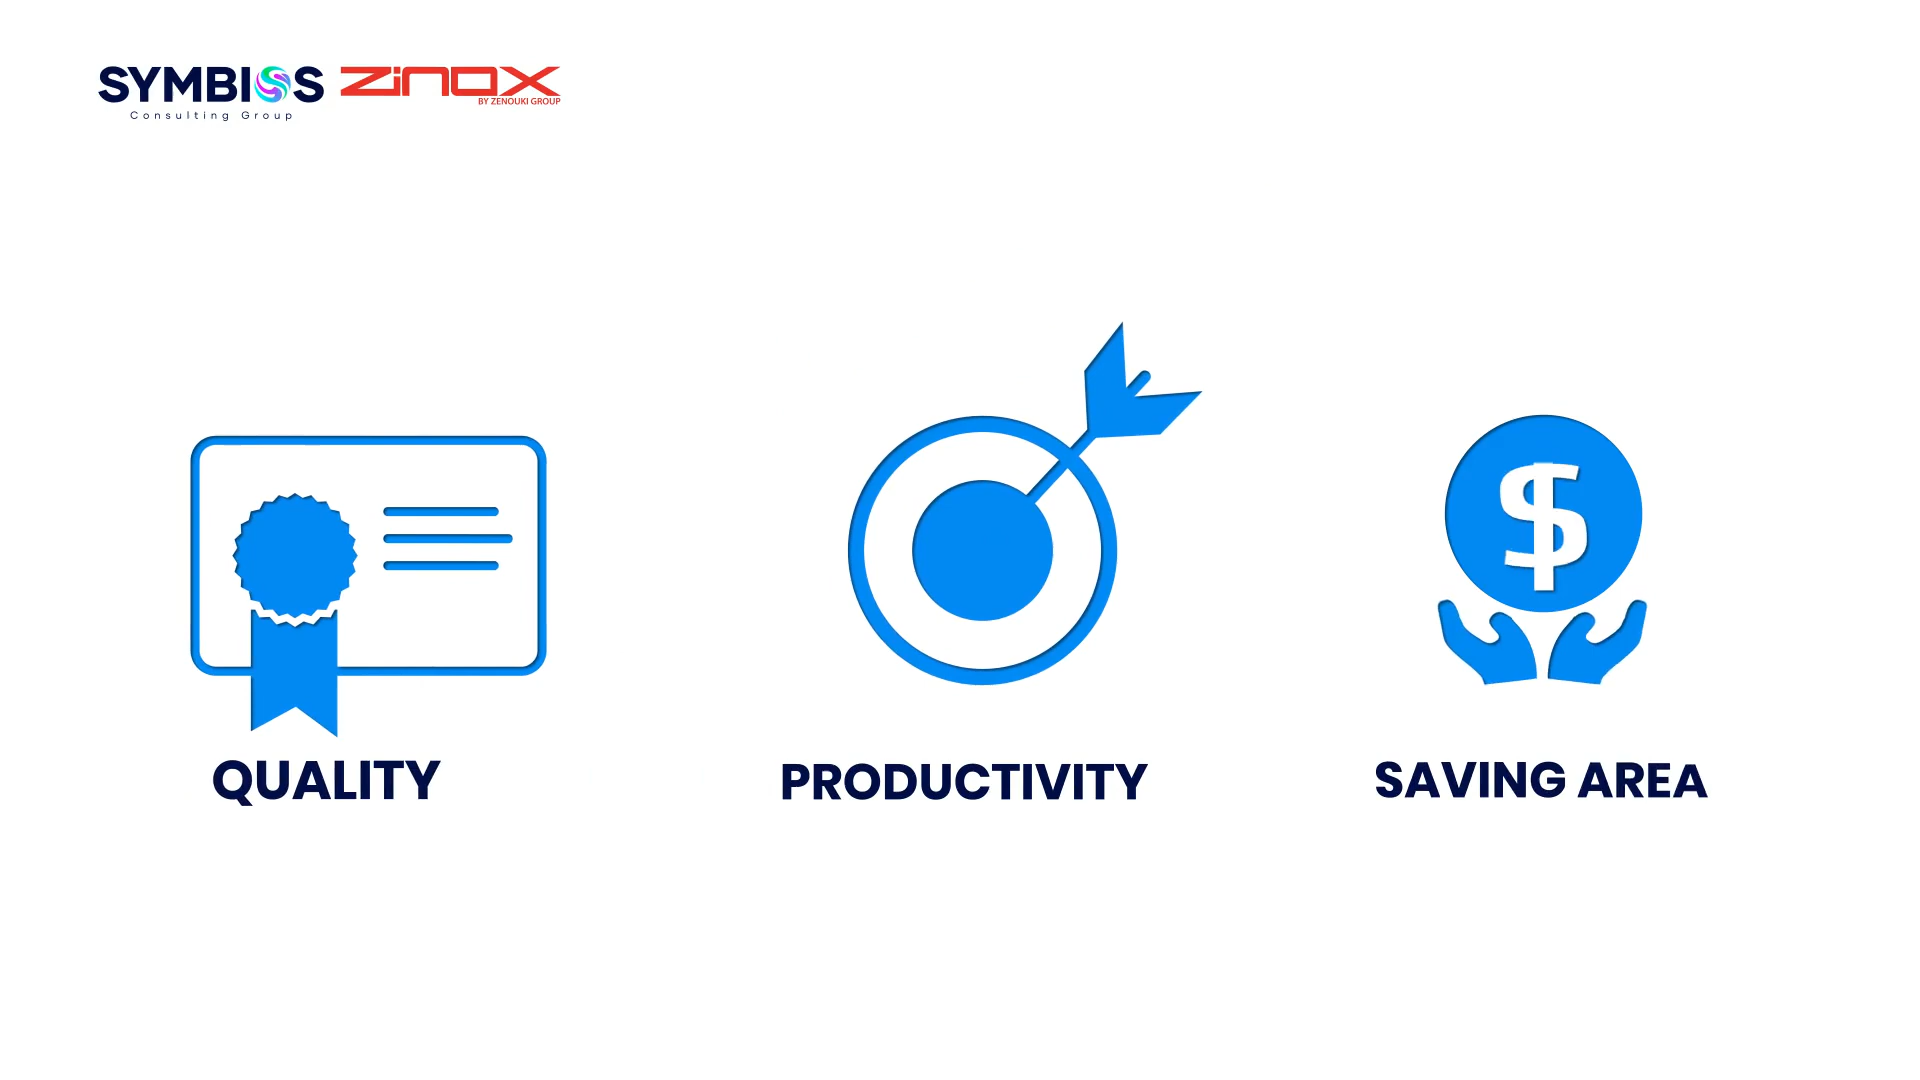 SYMBIOS
Consulting Group
ZINOX
BY ZENOUKI GROUP
$
QUALITY
PRODUCTIVITY
SAVING AREA